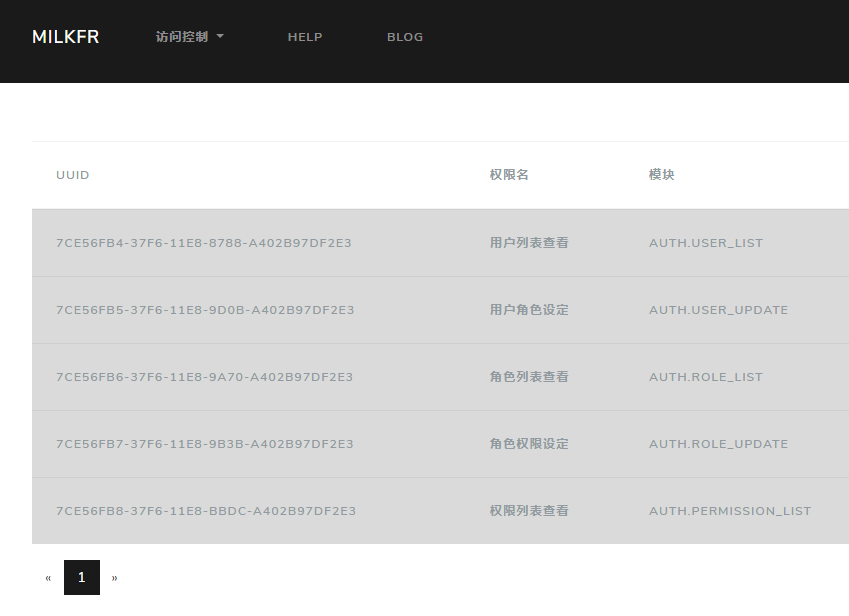 MILKFR 访问控制 HELP BLOG
UUID 权限名 模块
7CE56FB4-37F6-11E8-8788-A402B97DF2E3 用户列表查看 AUTH.USER_LIST
7CE56FB5-37F6-11E8-9D0B-A402B97DF2E3 用户角色设定 AUTH.USER_UPDATE
7CE56FB6-37F6-11E8-9A70-A402B97DF2E3 角色列表查看 AUTH.ROLE_LIST
7CE56FB7-37F6-11E8-9B3B-A402B97DF2E3 角色权限设定 AUTH.ROLE_UPDATE
7CE56FB8-37F6-11E8-BBDC-A402B97DF2E3 权限列表查看 AUTH.PERMISSION_LIST
« 1 »